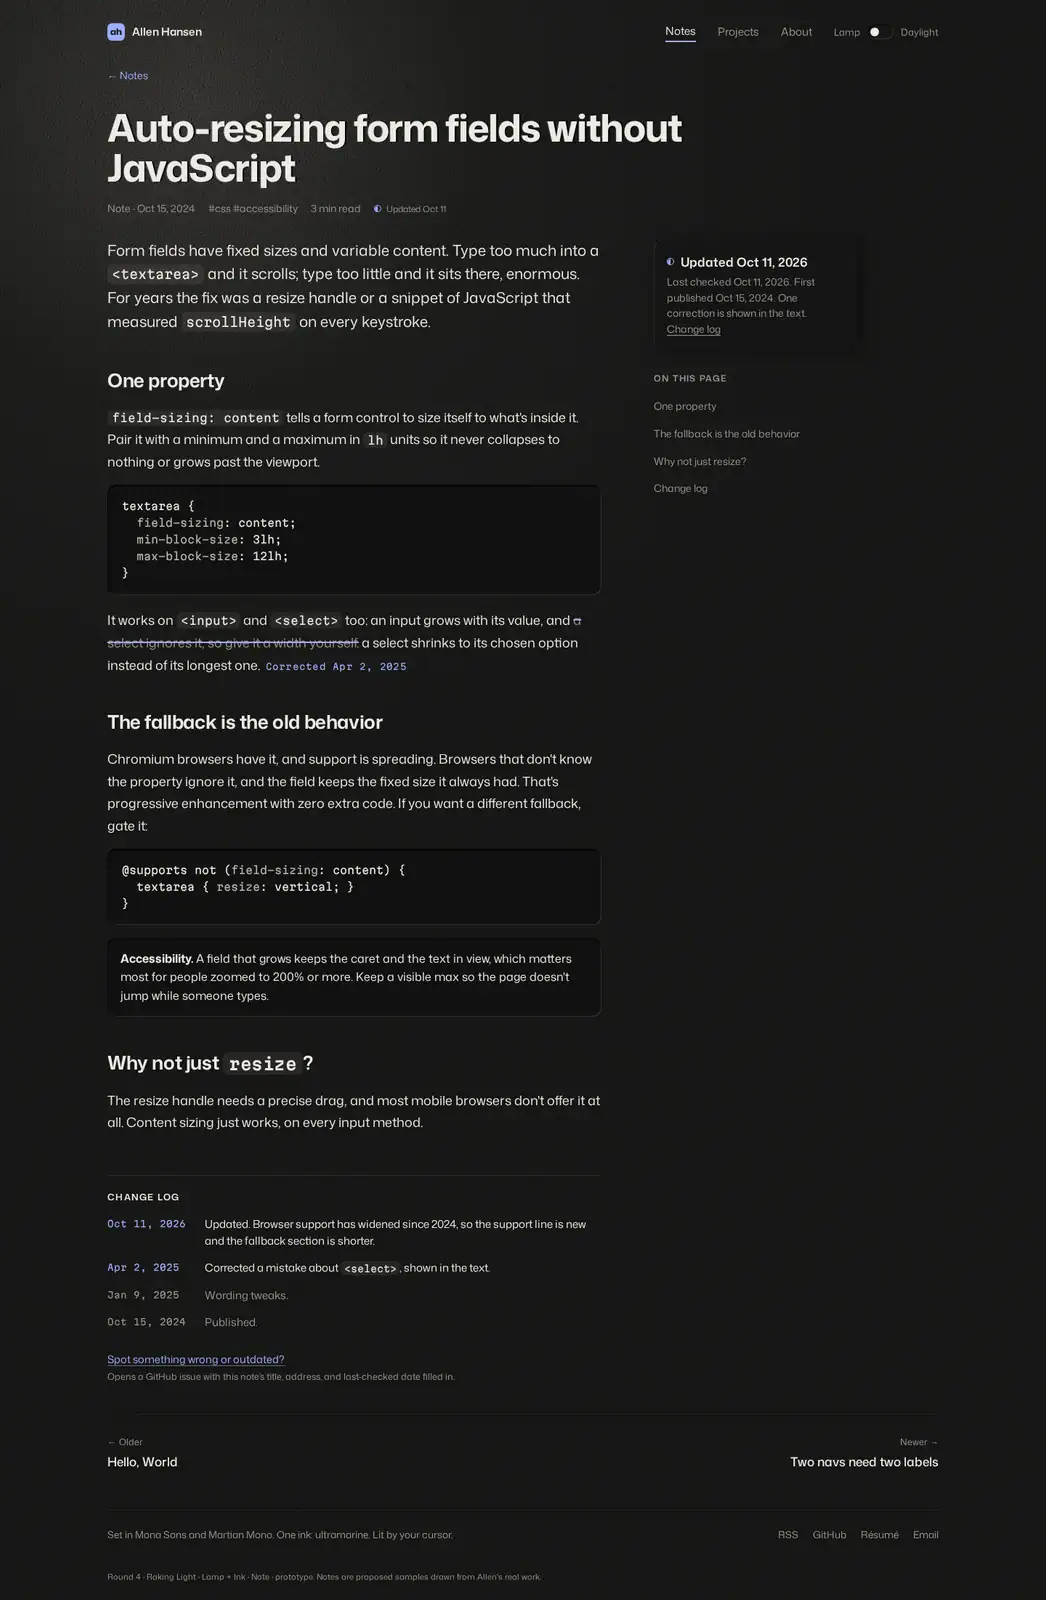 ah Allen Hansen
Notes Projects About Lamp Daylight
← Notes
Auto-resizing form fields without
JavaScript
Note · Oct 15, 2024 #css #accessibility 3 min read Updated Oct 11
Form fields have fixed sizes and variable content. Type too much into a
<textarea> and it scrolls; type too little and it sits there, enormous.
For years the fix was a resize handle or a snippet of JavaScript that
measured scrollHeight on every keystroke.
Updated Oct 11, 2026
Last checked Oct 11, 2026. First
published Oct 15, 2024. One
correction is shown in the text.
Change log
ON THIS PAGE
One property
The fallback is the old behavior
Why not just resize?
Change log
One property
field-sizing: content tells a form control to size itself to what's inside it.
Pair it with a minimum and a maximum in lh units so it never collapses to
nothing or grows past the viewport.
textarea {
  field-sizing: content;
  min-block-size: 3lh;
  max-block-size: 12lh;
}
It works on <input> and <select> too: an input grows with its value, and a
select ignores it, so give it a width yourself. a select shrinks to its chosen option
instead of its longest one. Corrected Apr 2, 2025
The fallback is the old behavior
Chromium browsers have it, and support is spreading. Browsers that don't know
the property ignore it, and the field keeps the fixed size it always had. That's
progressive enhancement with zero extra code. If you want a different fallback,
gate it:
@supports not (field-sizing: content) {
  textarea { resize: vertical; }
}
Accessibility. A field that grows keeps the caret and the text in view, which matters
most for people zoomed to 200% or more. Keep a visible max so the page doesn't
jump while someone types.
Why not just resize?
The resize handle needs a precise drag, and most mobile browsers don't offer it at
all. Content sizing just works, on every input method.
CHANGE LOG
Oct 11, 2026 Updated. Browser support has widened since 2024, so the support line is new
and the fallback section is shorter.
Apr 2, 2025 Corrected a mistake about <select>, shown in the text.
Jan 9, 2025 Wording tweaks.
Oct 15, 2024 Published.
Spot something wrong or outdated?
Opens a GitHub issue with this note's title, address, and last-checked date filled in.
← Older Newer →
Hello, World Two navs need two labels
Set in Mona Sans and Martian Mono. One ink: ultramarine. Lit by your cursor. RSS GitHub Résumé Email
Round 4 · Raking Light · Lamp + Ink · Note · prototype. Notes are proposed samples drawn from Allen's real work.